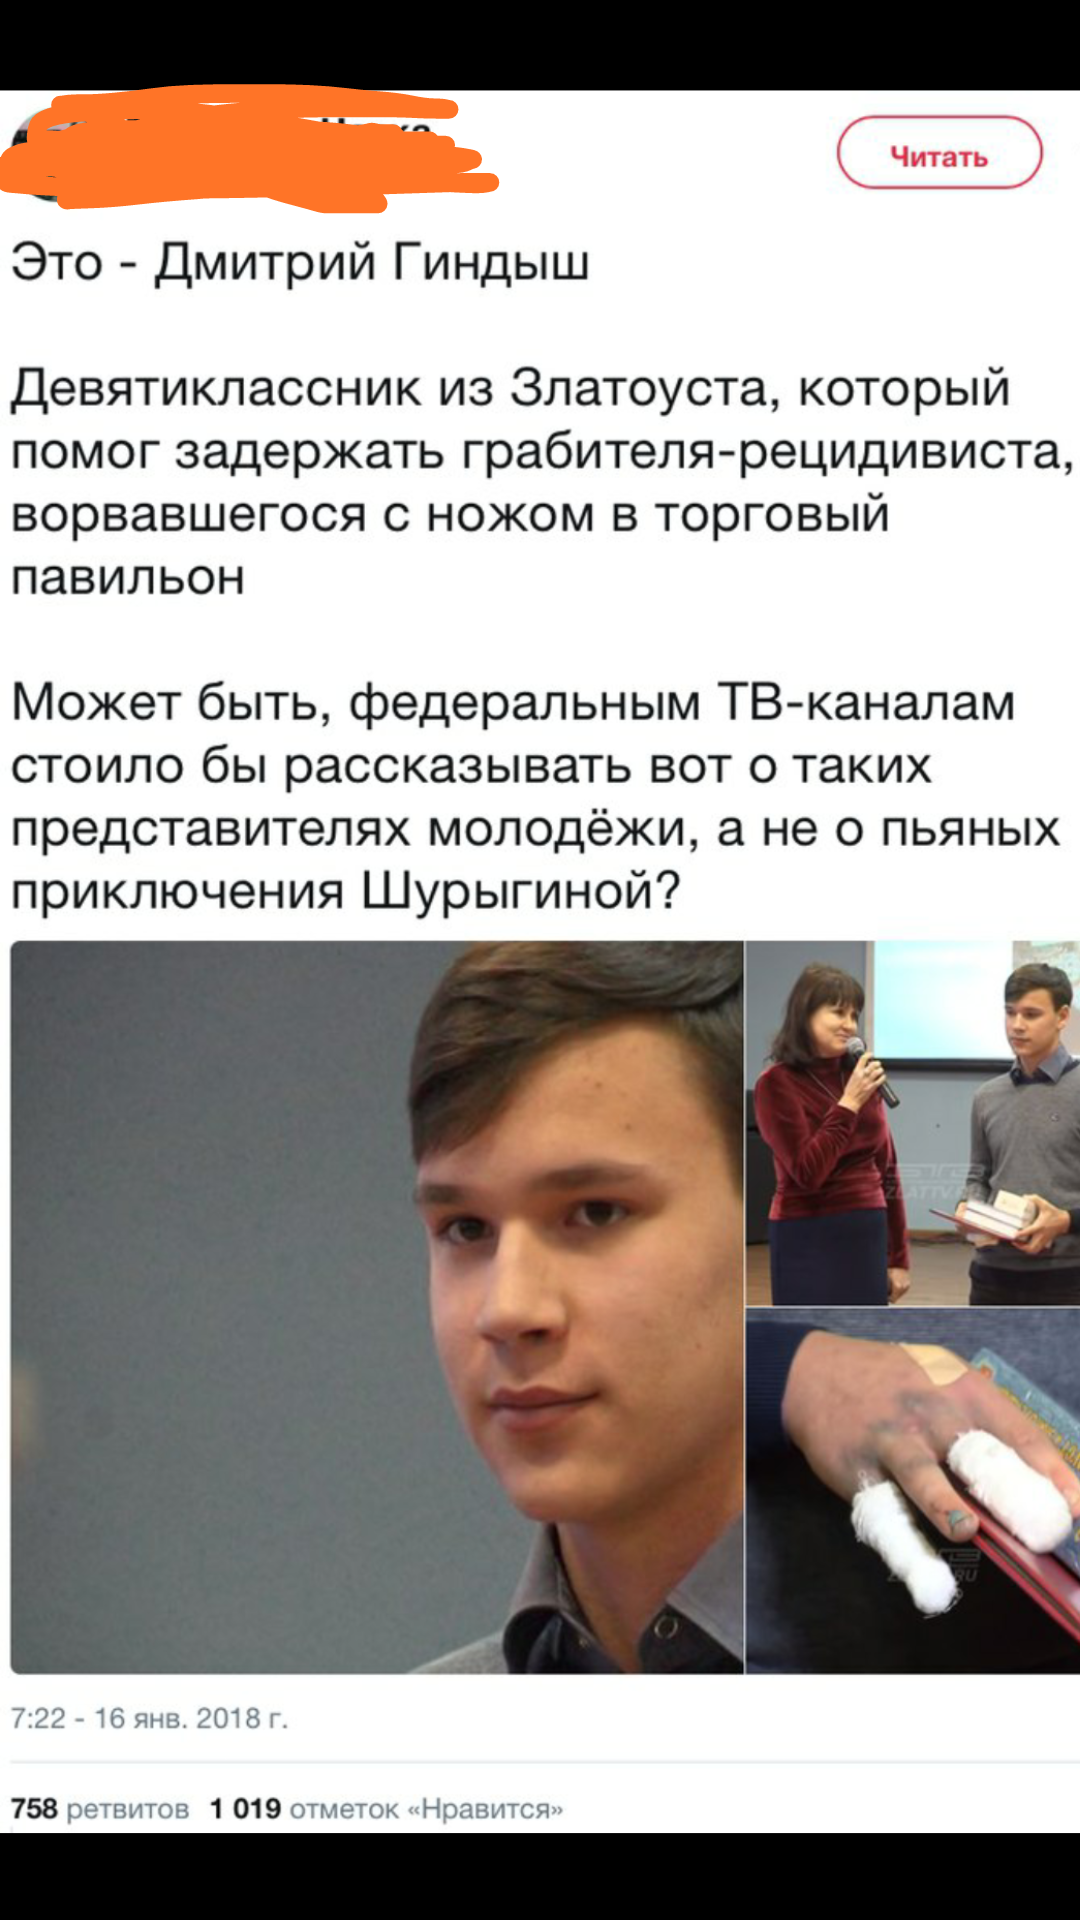 Читать
Это - Дмитрий Гиндыш
Девятиклассник из Златоуста, который
помог задержать грабителя-рецидивиста,
ворвавшегося с ножом в торговый
павильон
Может быть, федеральным ТВ-каналам
стоило бы рассказывать вот о таких
представителях молодёжи, а не о пьяных
приключения Шурыгиной?
ZLATTV.RU
7:22 - 16 янв. 2018 г.
758 ретвитов 1 019 отметок «Нравится»